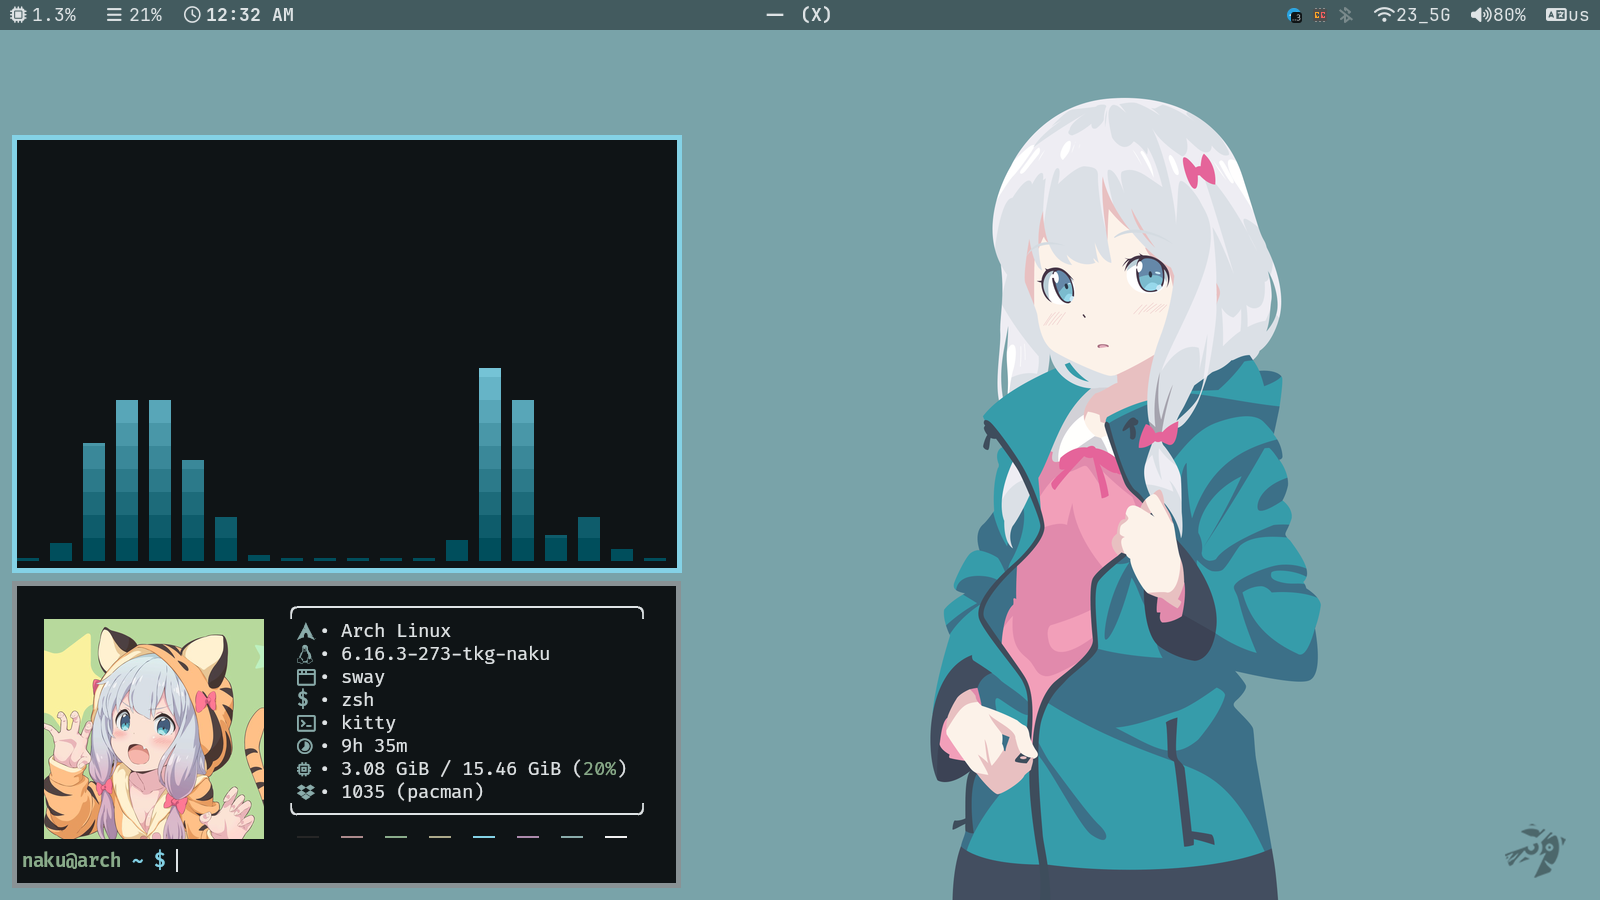 1.3% 21% 12:32 AM — (X) 23_5G 80% us
• Arch Linux
• 6.16.3-273-tkg-naku
• sway
$ • zsh
• kitty
• 9h 35m
• 3.08 GiB / 15.46 GiB (20%)
• 1035 (pacman)
naku@arch ~ $